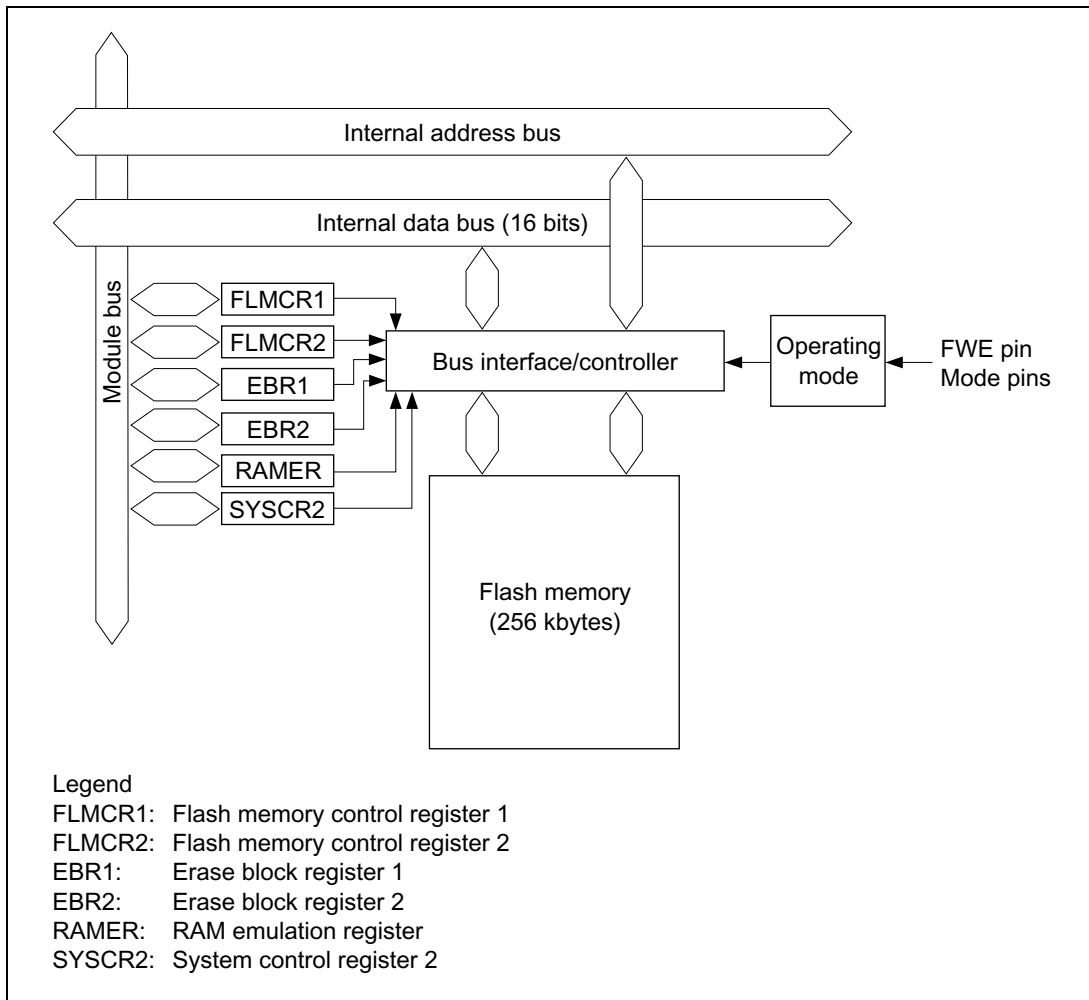 Internal address bus
Internal data bus (16 bits)
Module bus
FLMCR1
FLMCR2
EBR1
EBR2
RAMER
SYSCR2
Bus interface/controller
Operating
mode
FWE pin
Mode pins
Flash memory
(256 kbytes)
Legend
FLMCR1: Flash memory control register 1
FLMCR2: Flash memory control register 2
EBR1: Erase block register 1
EBR2: Erase block register 2
RAMER: RAM emulation register
SYSCR2: System control register 2